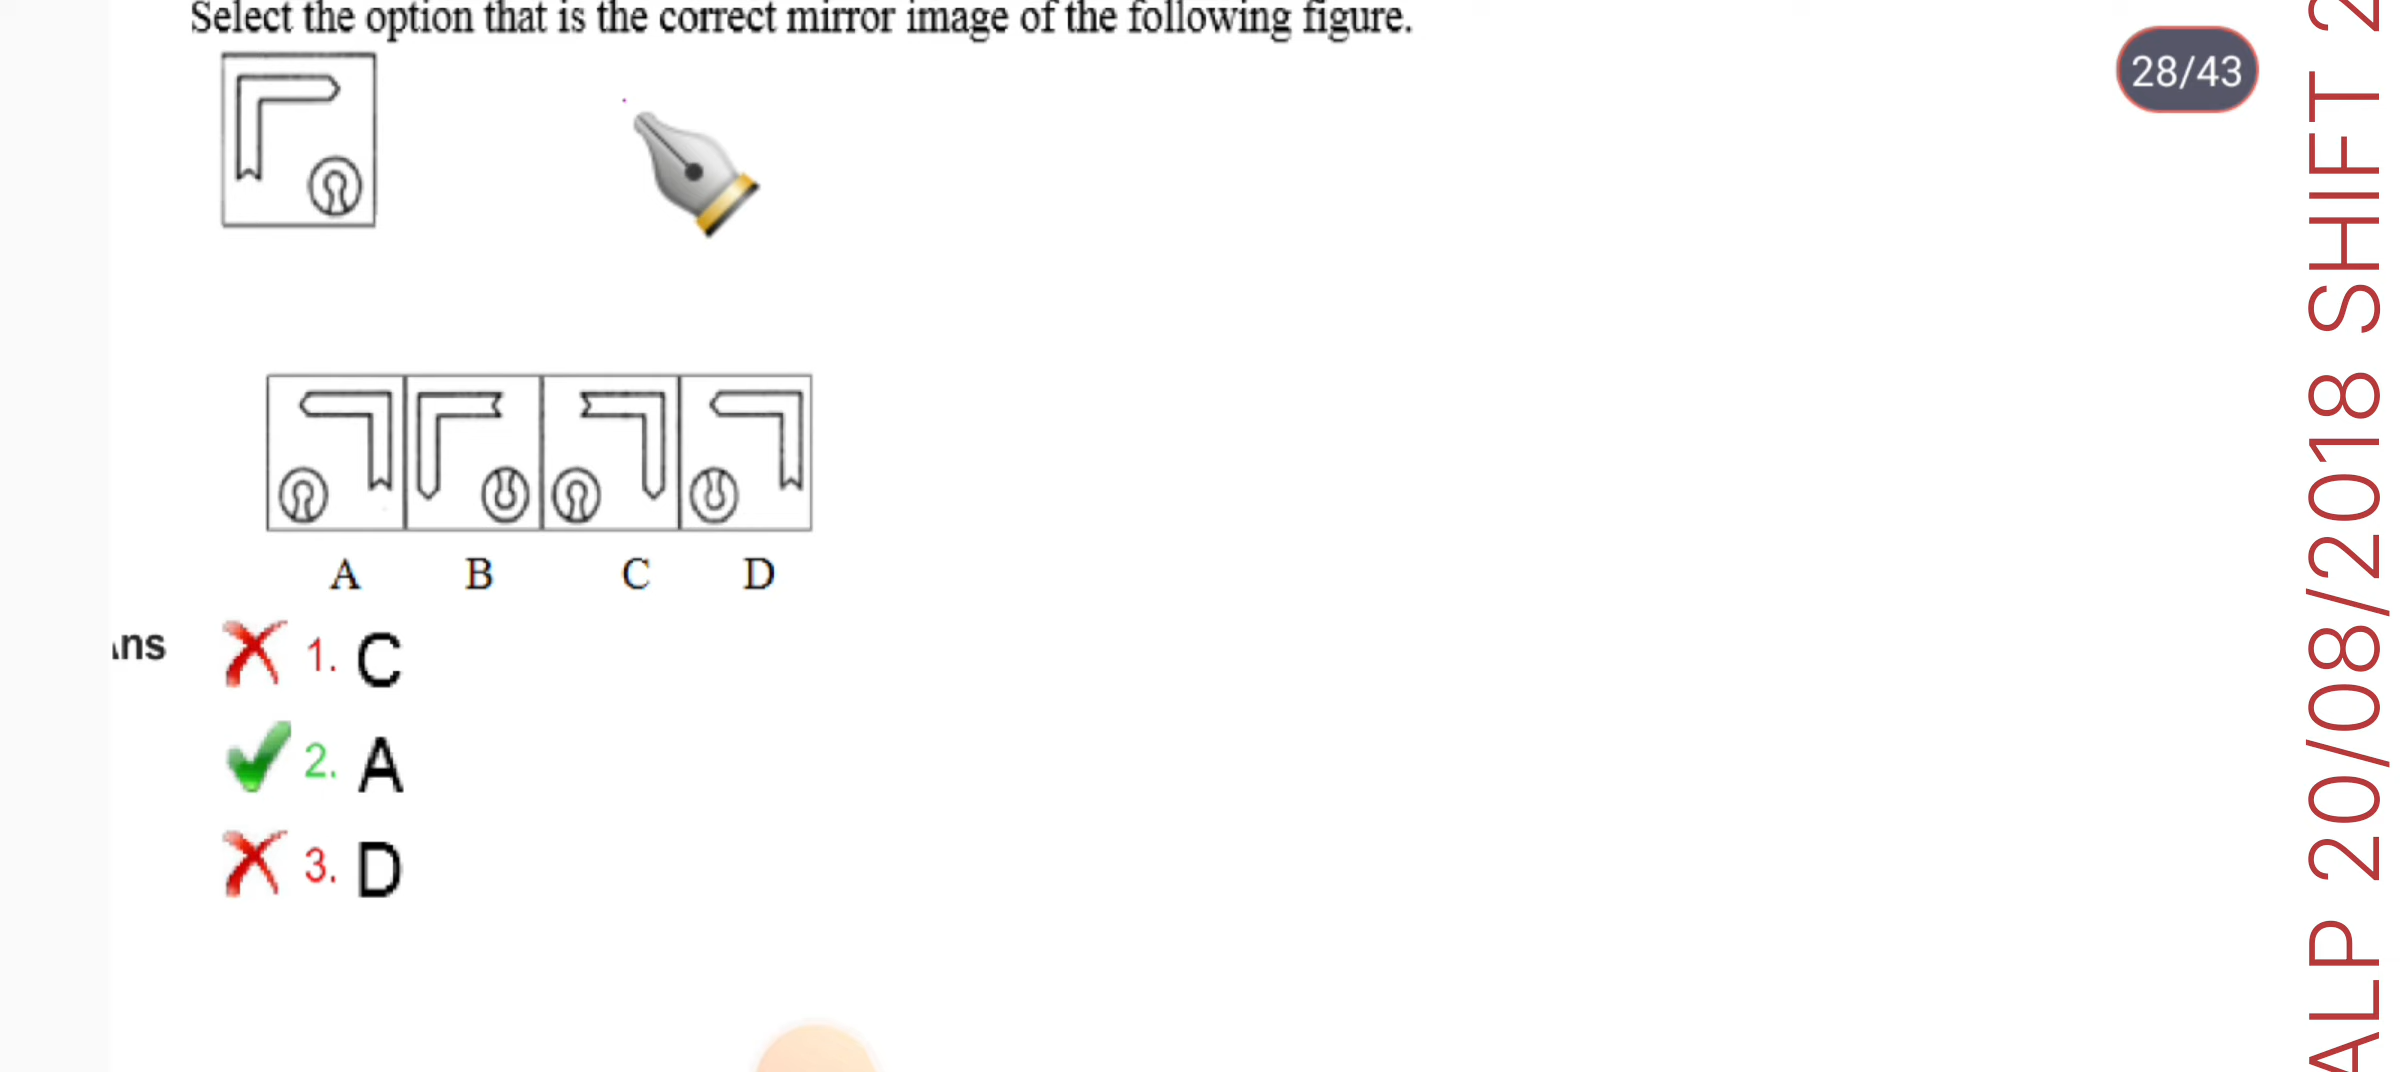 Select the option that is the correct mirror image of the following figure.
28/43
A B C D
1. C
2. A
3. D
ALP 20/08/2018 SHIFT 2